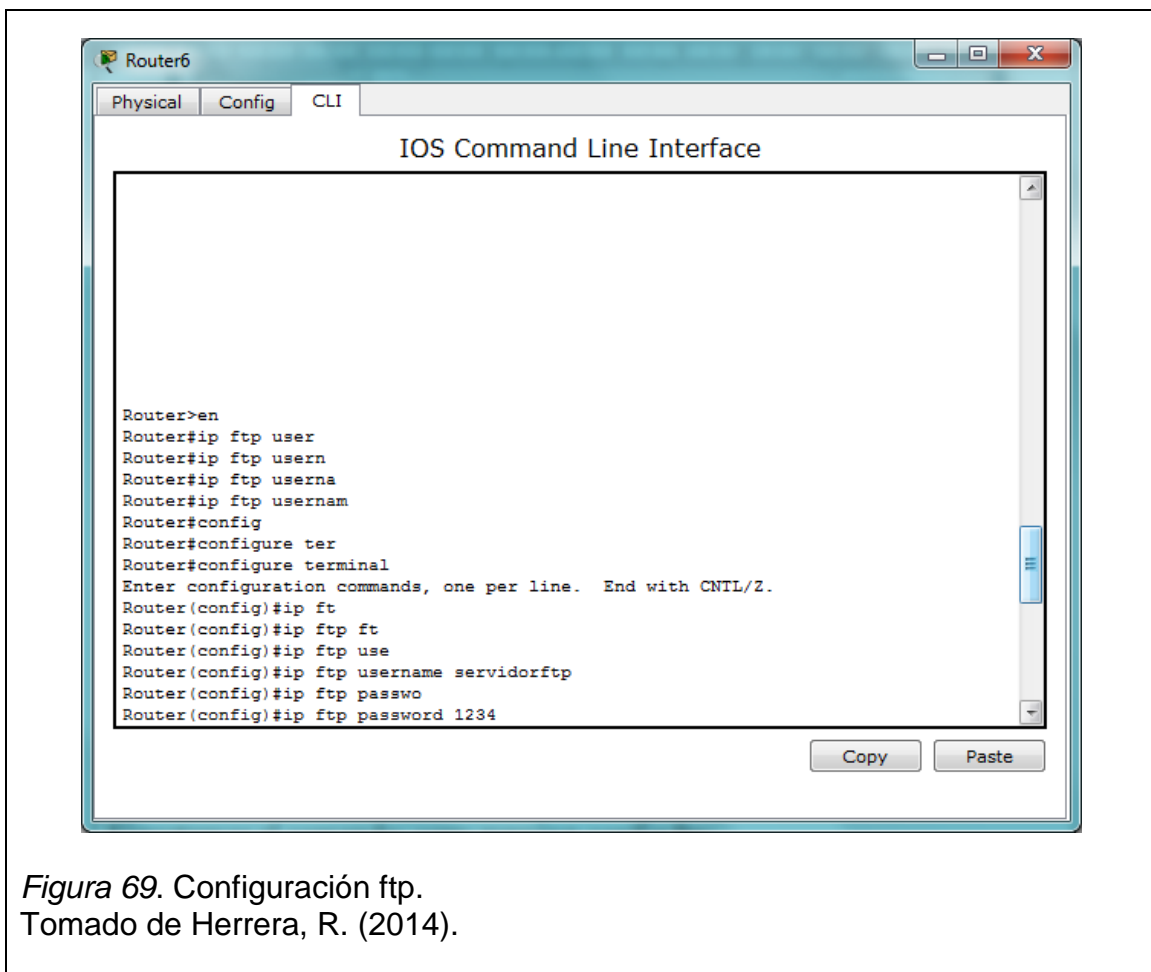 Router6
Physical Config CLI
IOS Command Line Interface
Router>en
Router#ip ftp user
Router#ip ftp usern
Router#ip ftp userna
Router#ip ftp usernam
Router#config
Router#configure ter
Router#configure terminal
Enter configuration commands, one per line.  End with CNTL/Z.
Router(config)#ip ft
Router(config)#ip ftp ft
Router(config)#ip ftp use
Router(config)#ip ftp username servidorftp
Router(config)#ip ftp passwo
Router(config)#ip ftp password 1234
Copy Paste
Figura 69. Configuración ftp.
Tomado de Herrera, R. (2014).